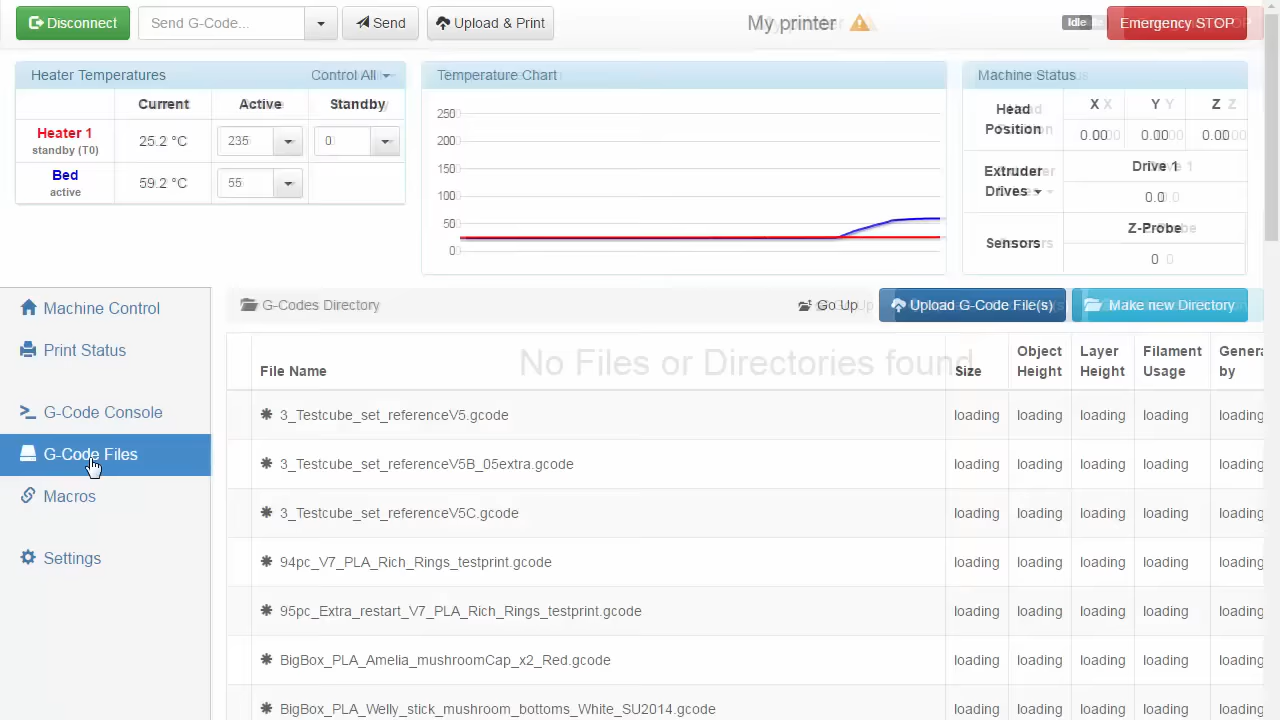 Disconnect Send G-Code... Send Upload & Print My printer Idle Emergency STOP
Heater Temperatures Control All
Current Active Standby
Heater 1
standby (T0)
25.2 °C 235 0
Bed
active
59.2 °C 55
Temperature Chart
250
200
150
100
50
0
Machine Status
Head
Position
X Y Z
0.00 0.00 0.00
Extruder
Drives
Drive 1
0.0
Sensors
Z-Probe
0
Machine Control
Print Status
G-Code Console
G-Code Files
Macros
Settings
G-Codes Directory Go Up Upload G-Code File(s) Make new Directory
No Files or Directories found
File Name Size Object Height Layer Height Filament Usage Genera by
3_Testcube_set_referenceV5.gcode loading loading loading loading loading
3_Testcube_set_referenceV5B_05extra.gcode loading loading loading loading loading
3_Testcube_set_referenceV5C.gcode loading loading loading loading loading
94pc_V7_PLA_Rich_Rings_testprint.gcode loading loading loading loading loading
95pc_Extra_restart_V7_PLA_Rich_Rings_testprint.gcode loading loading loading loading loading
BigBox_PLA_Amelia_mushroomCap_x2_Red.gcode loading loading loading loading loading
BigBox_PLA_Welly_stick_mushroom_bottoms_White_SU2014.gcode loading loading loading loading loading